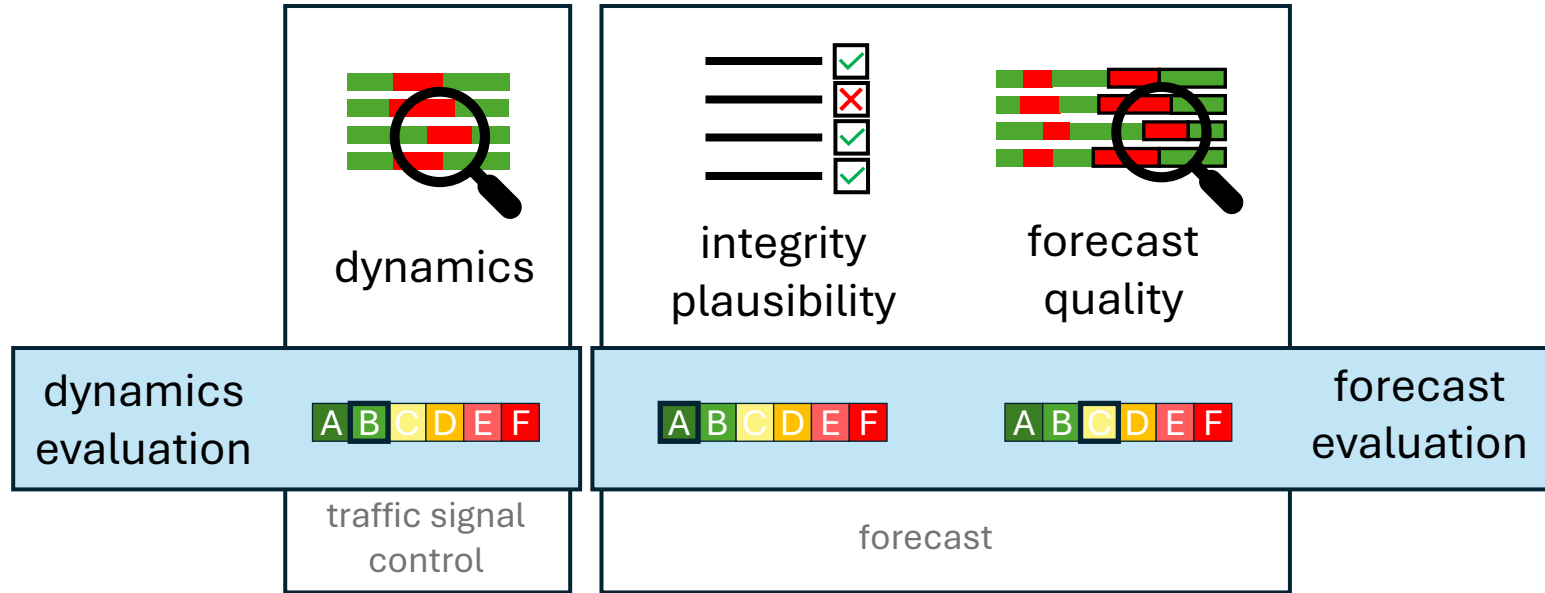 dynamics
integrity
plausibility
forecast
quality
dynamics
evaluation
A B C D E F
A B C D E F
A B C D E F
forecast
evaluation
traffic signal
control
forecast